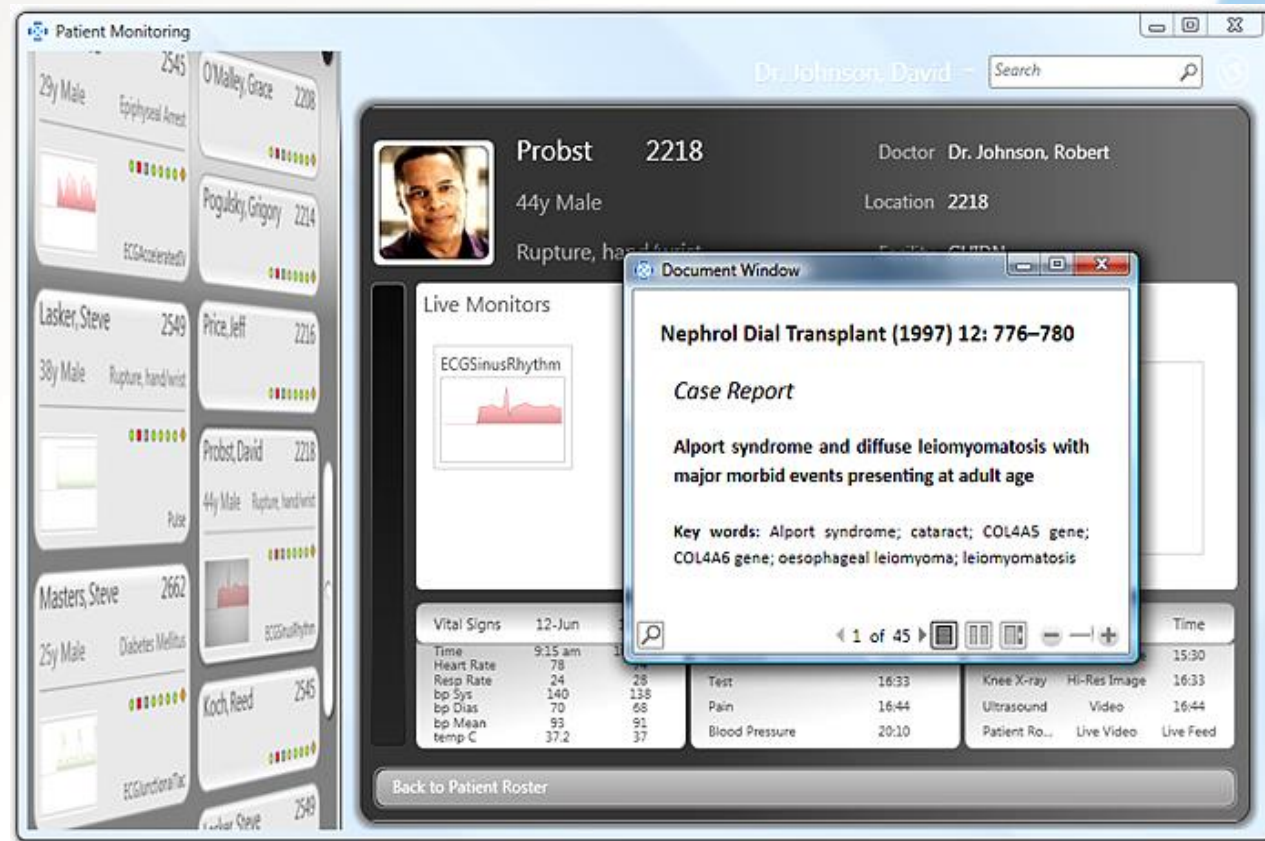 Patient Monitoring
Dr. Johnson, David
Search
2545
29y Male
Epiphyseal Arrest
ECGAcceleratedV
Lasker, Steve 2549
38y Male Rupture, hand/wrist
Pulse
Masters, Steve 2662
25y Male Diabetes Mellitus
ECGJunctionalTac
O'Malley, Grace 2208
Pogulsky, Grigory 2214
Price, Jeff 2216
Probst, David 2218
44y Male Rupture, hand/wrist
ECGSinusRhythm
Koch, Reed 2545
Lasker, Steve 2549
Probst 2218
44y Male
Rupture, hand/wrist
Doctor Dr. Johnson, Robert
Location 2218
Live Monitors
ECGSinusRhythm
Document Window
Nephrol Dial Transplant (1997) 12: 776–780
Case Report
Alport syndrome and diffuse leiomyomatosis with
major morbid events presenting at adult age
Key words: Alport syndrome; cataract; COL4A5 gene;
COL4A6 gene; oesophageal leiomyoma; leiomyomatosis
1 of 45
Vital Signs 12-Jun
Time 9:15 am
Heart Rate 78
Resp Rate 24 28
bp Sys 140 138
bp Dias 70 68
bp Mean 93 91
temp C 37.2 37
Test 16:33
Pain 16:44
Blood Pressure 20:10
Time
15:30
Knee X-ray Hi-Res Image 16:33
Ultrasound Video 16:44
Patient Ro... Live Video Live Feed
Back to Patient Roster